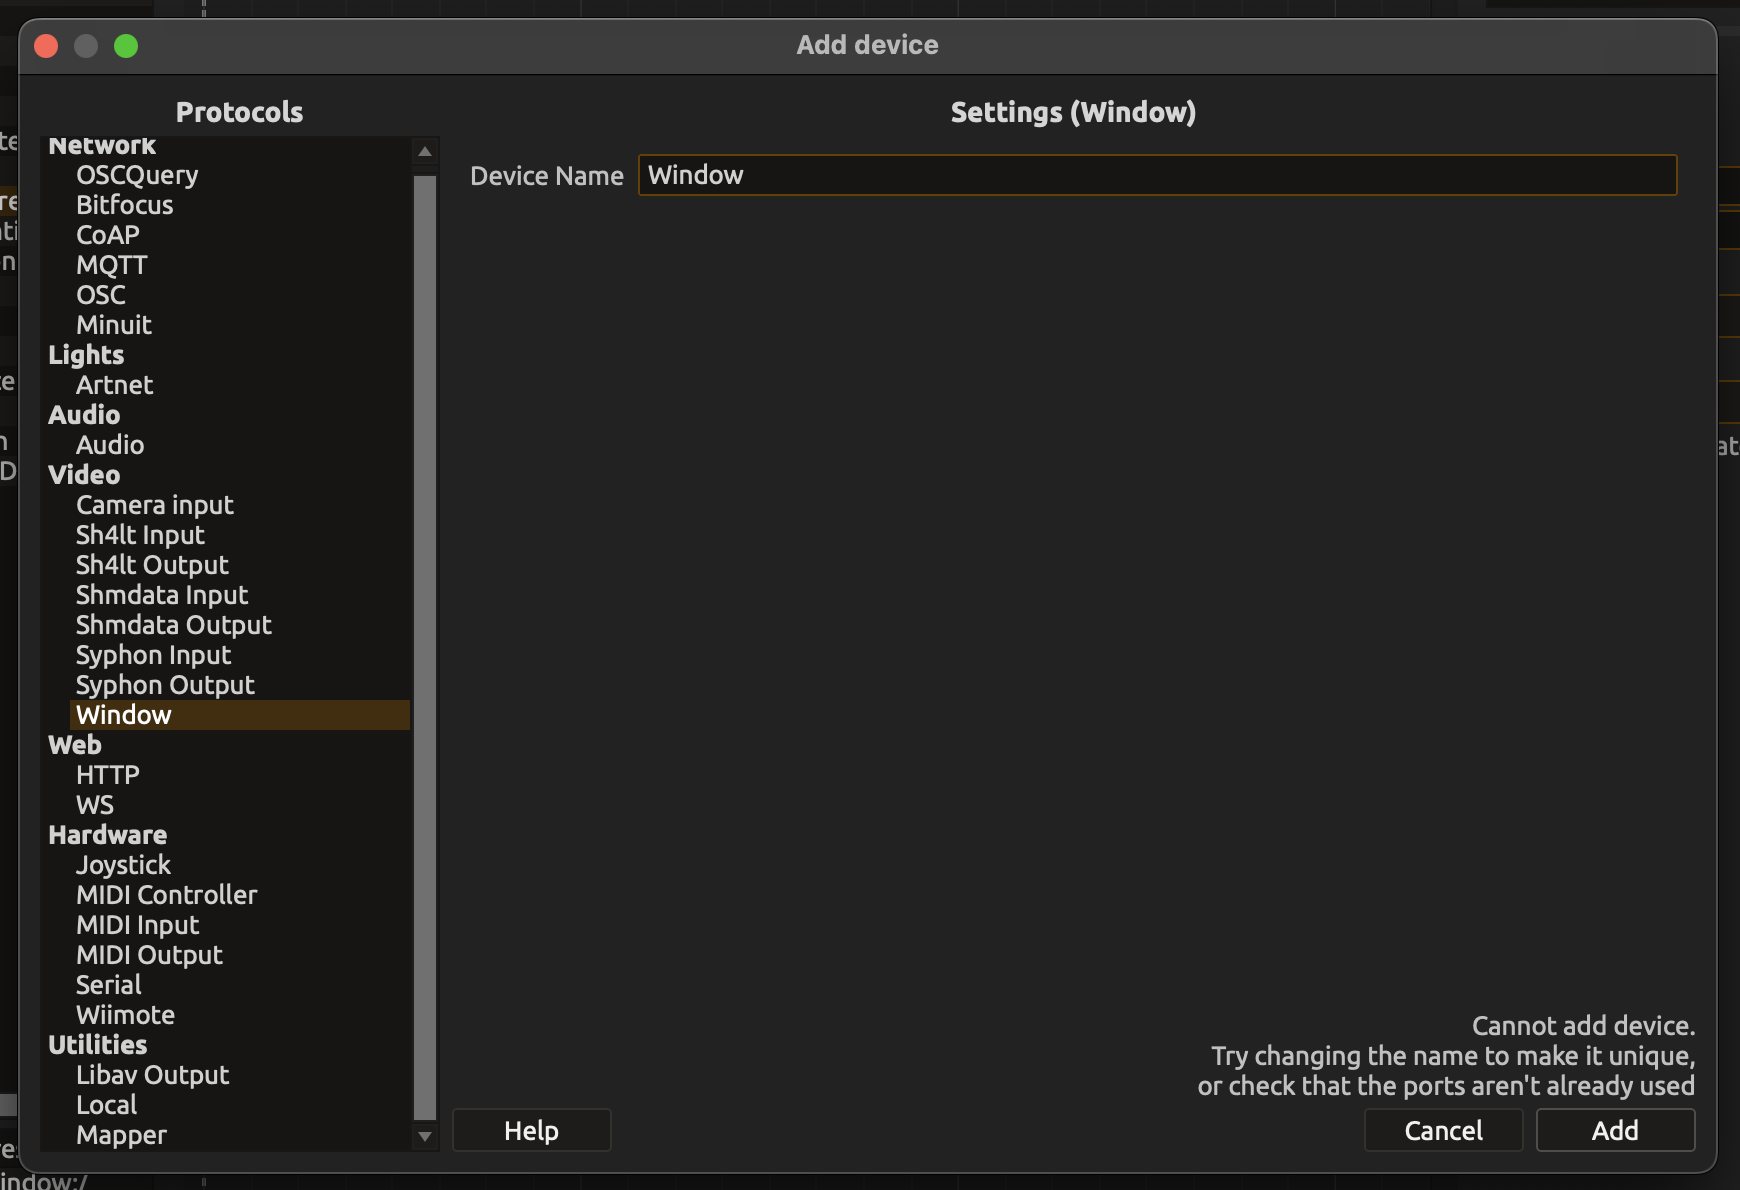 Add device
Protocols
Network
OSCQuery
Bitfocus
CoAP
MQTT
OSC
Minuit
Lights
Artnet
Audio
Audio
Video
Camera input
Sh4lt Input
Sh4lt Output
Shmdata Input
Shmdata Output
Syphon Input
Syphon Output
Window
Web
HTTP
WS
Hardware
Joystick
MIDI Controller
MIDI Input
MIDI Output
Serial
Wiimote
Utilities
Libav Output
Local
Mapper
Settings (Window)
Device Name Window
Cannot add device.
Try changing the name to make it unique,
or check that the ports aren't already used
Help Cancel Add